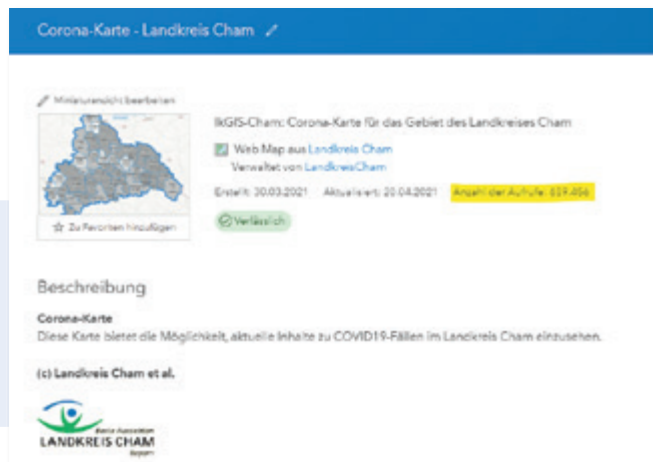 Corona-Karte - Landkreis Cham
Miniaturansicht bearbeiten
IkGIS-Cham: Corona-Karte für das Gebiet des Landkreises Cham
Web Map aus Landkreis Cham
Verwaltet von LandkreisCham
Erstellt: 30.03.2021 Aktualisiert: 20.04.2021 Anzahl der Aufrufe:
Zu Favoriten hinzufügen
Verlässlich
Beschreibung
Corona-Karte
Diese Karte bietet die Möglichkeit, aktuelle Inhalte zu COVID19-Fällen im Landkreis Cham einzusehen.
(c) Landkreis Cham et al.
LANDKREIS CHAM
Bayern